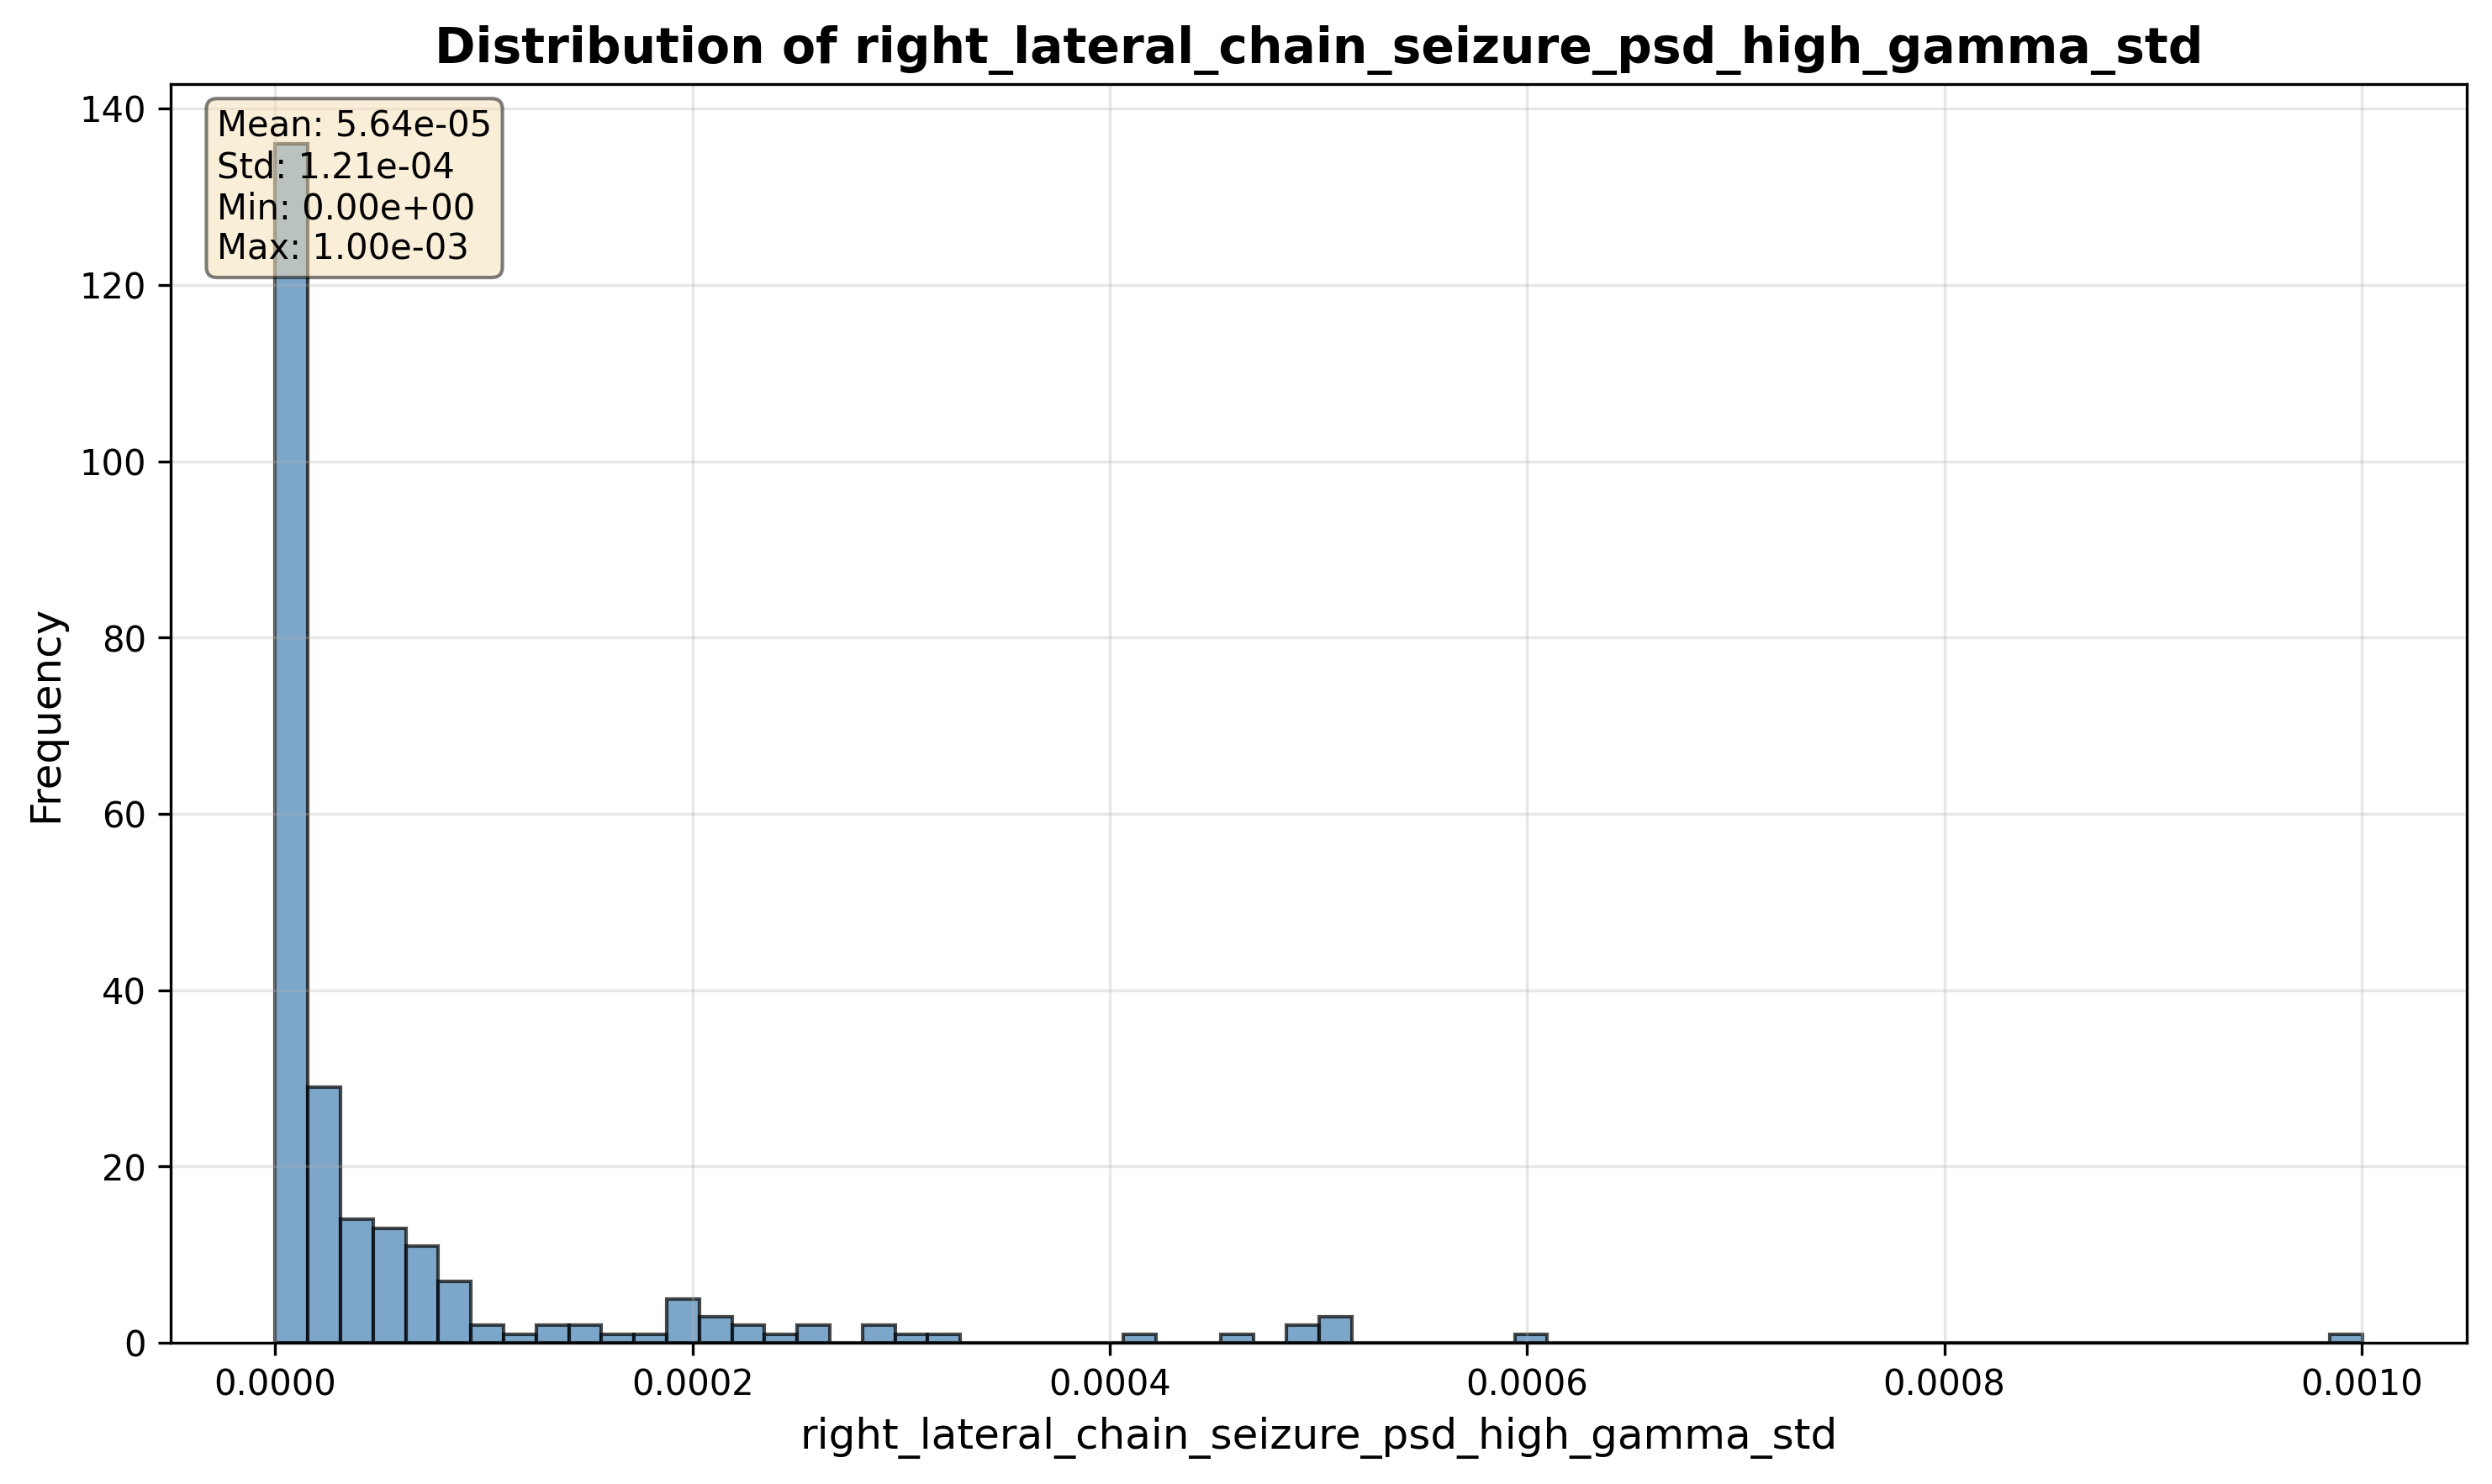 Distribution of right_lateral_chain_seizure_psd_high_gamma_std
Mean: 5.64e-05
Std: 1.21e-04
Min: 0.00e+00
Max: 1.00e-03
Frequency
140
120
100
80
60
40
20
0
0.0000
0.0002
0.0004
0.0006
0.0008
0.0010
right_lateral_chain_seizure_psd_high_gamma_std